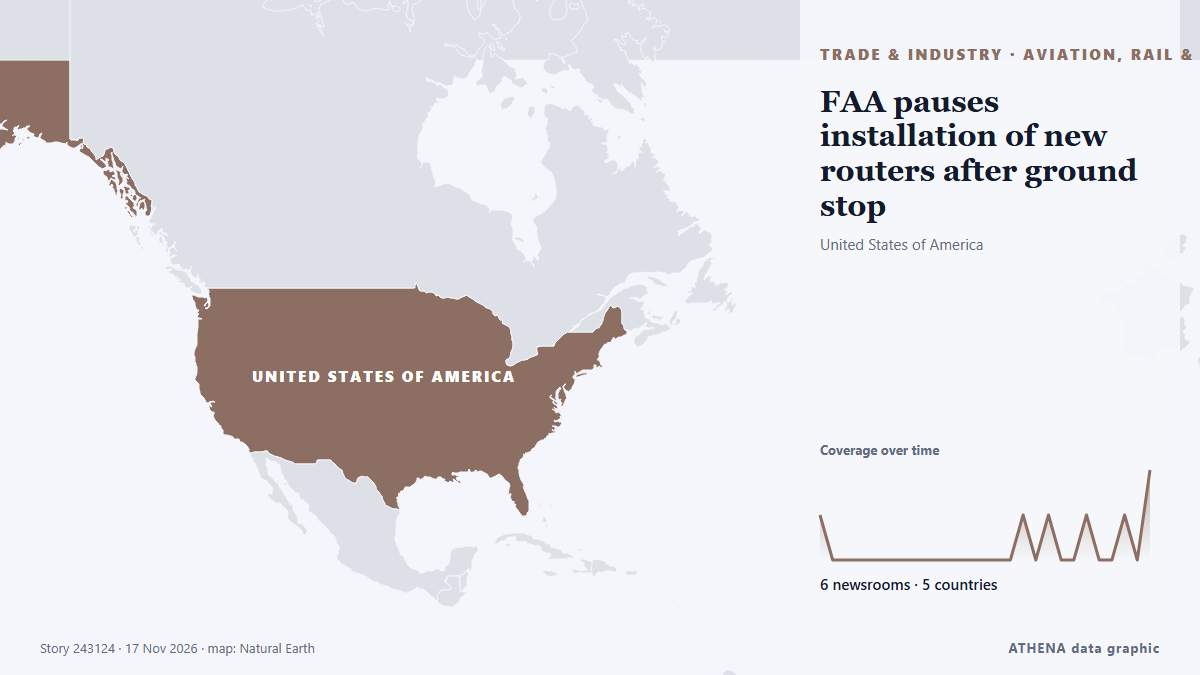 TRADE & INDUSTRY · AVIATION, RAIL &
FAA pauses
installation of new
routers after ground
stop
United States of America
UNITED STATES OF AMERICA
Coverage over time
6 newsrooms · 5 countries
Story 243124 · 17 Nov 2026 · map: Natural Earth
ATHENA data graphic